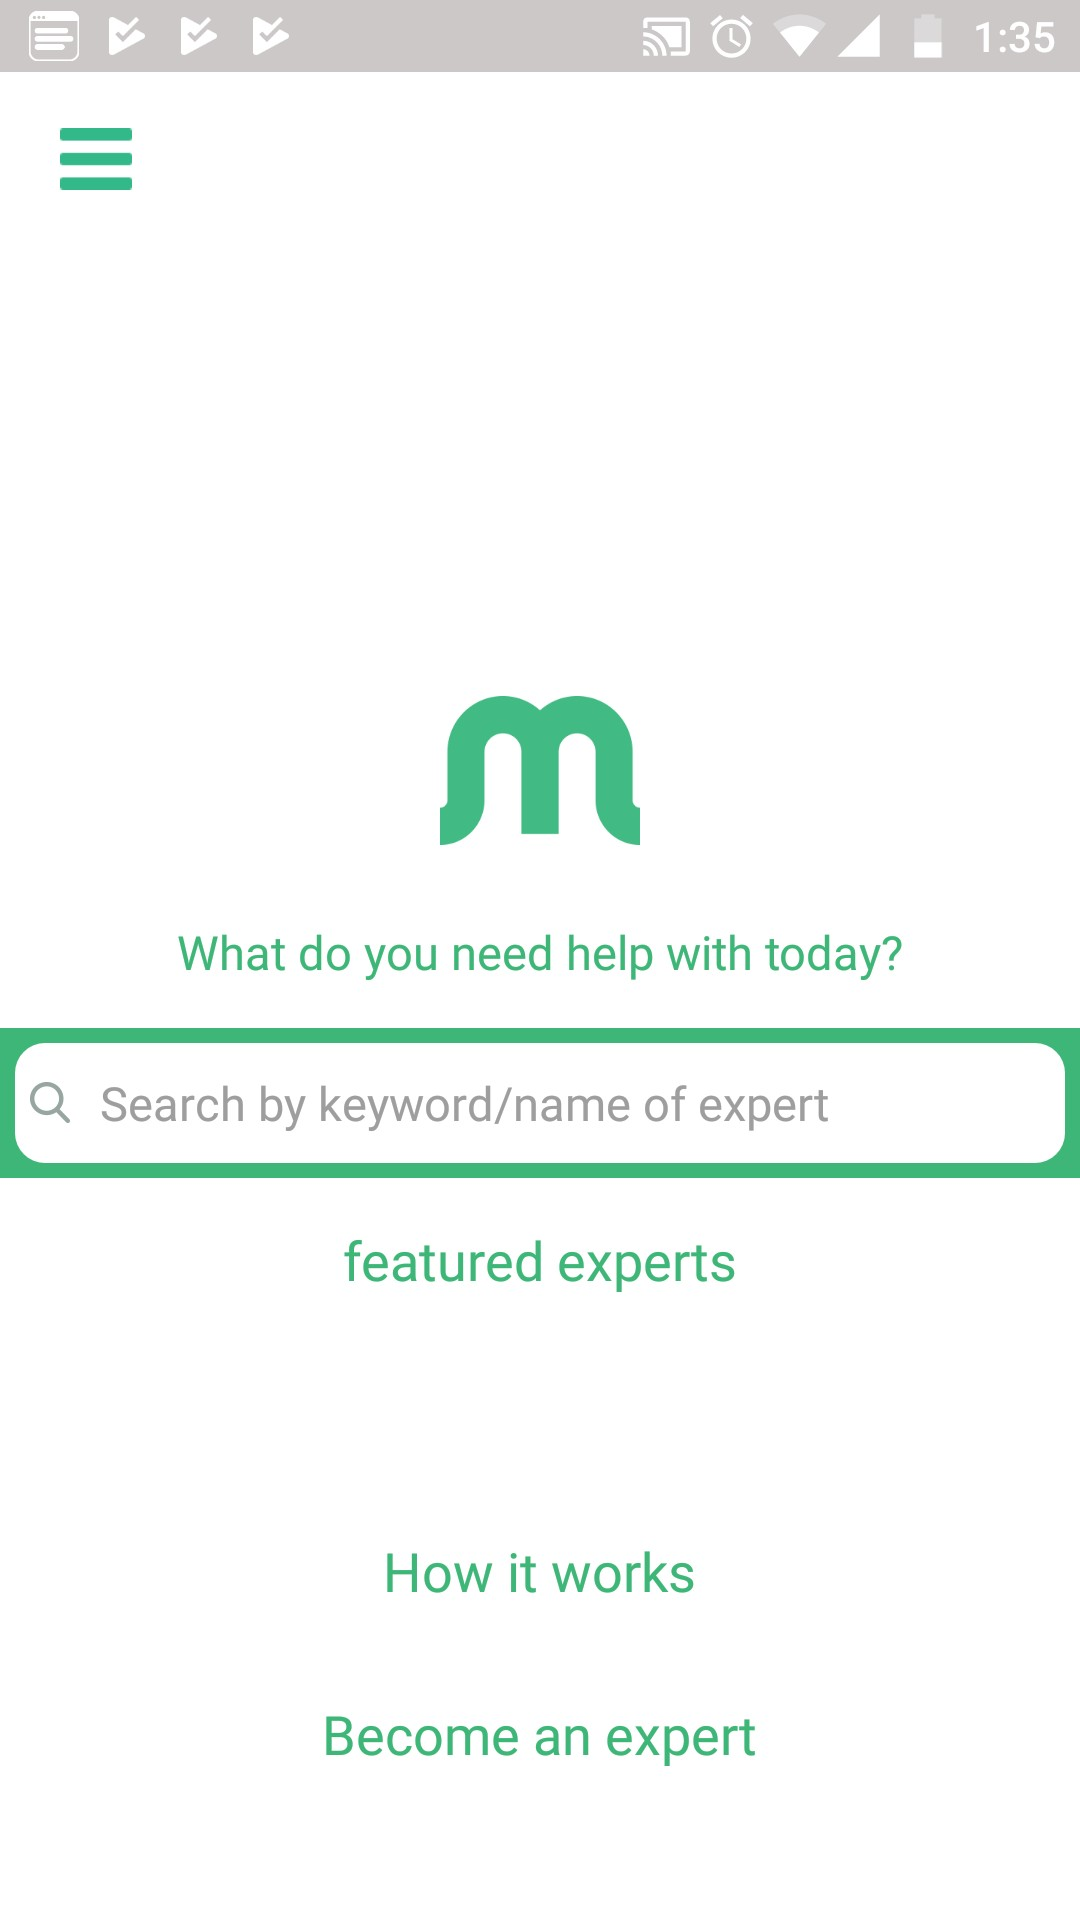 1:35
m
What do you need help with today?
Search by keyword/name of expert
featured experts
How it works
Become an expert